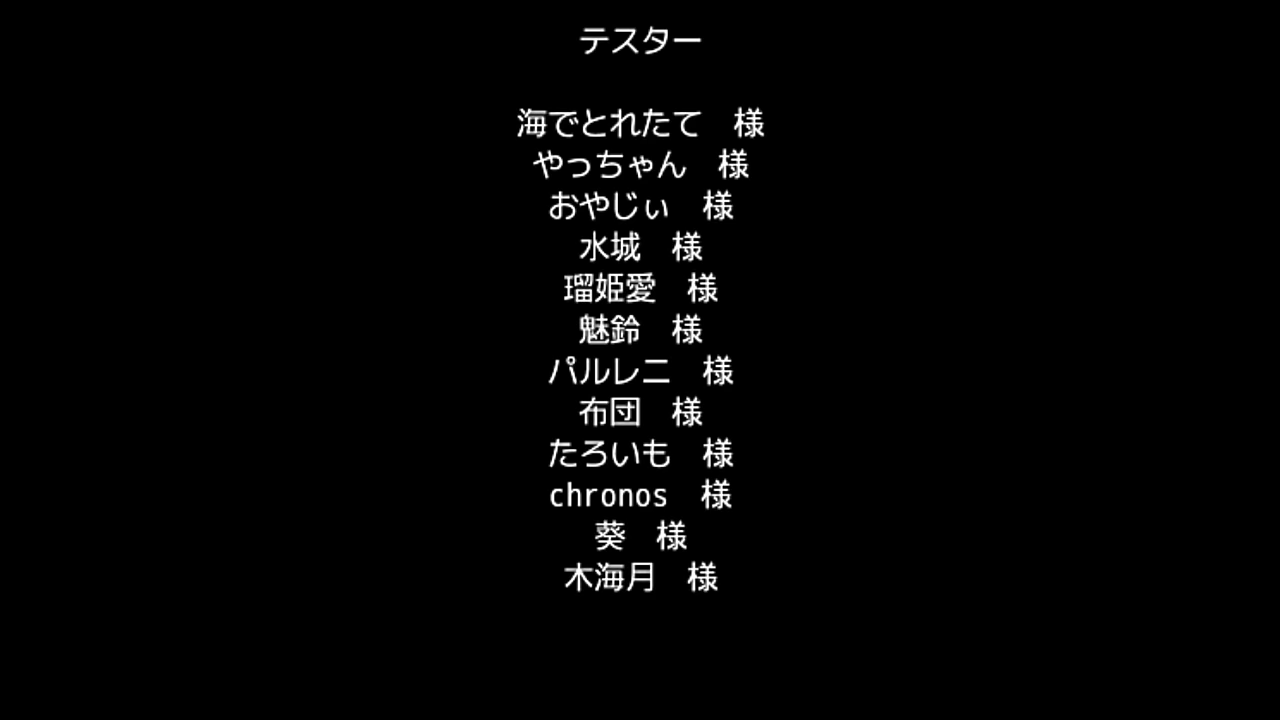 テスター
海でとれたて　様
やっちゃん　様
おやじぃ　様
水城　様
瑠姫愛　様
魅鈴　様
パルレニ　様
布団　様
たろいも　様
chronos　様
葵　様
木海月　様